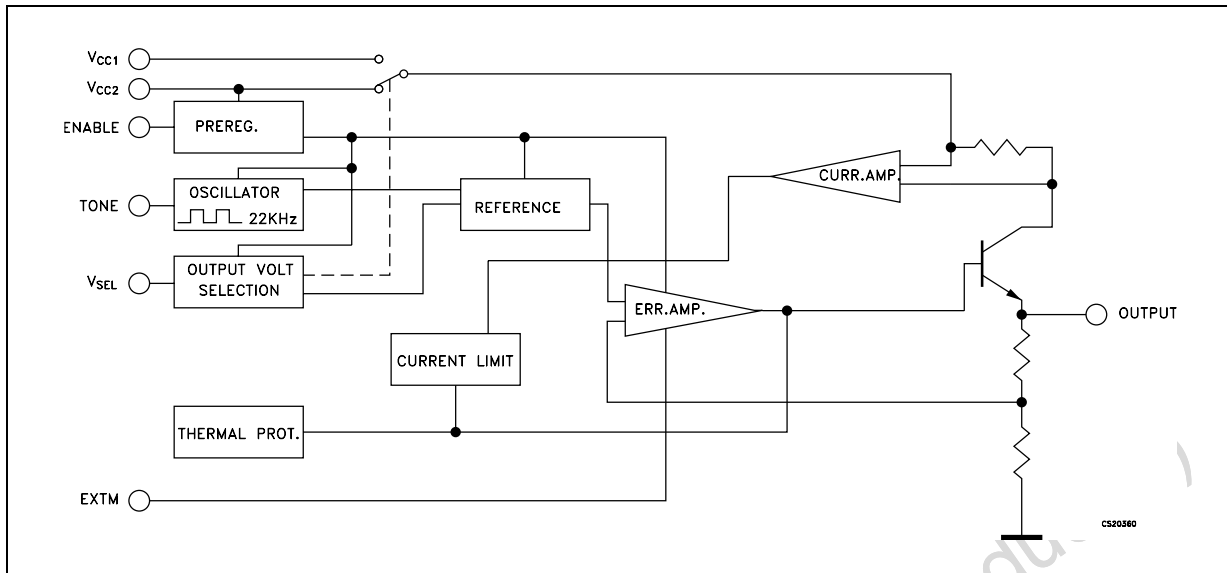 VCC1
VCC2
ENABLE
PREREG.
TONE
OSCILLATOR
22KHz
VSEL
OUTPUT VOLT
SELECTION
REFERENCE
CURR.AMP.
ERR.AMP.
OUTPUT
CURRENT LIMIT
THERMAL PROT.
EXTM
CS20360